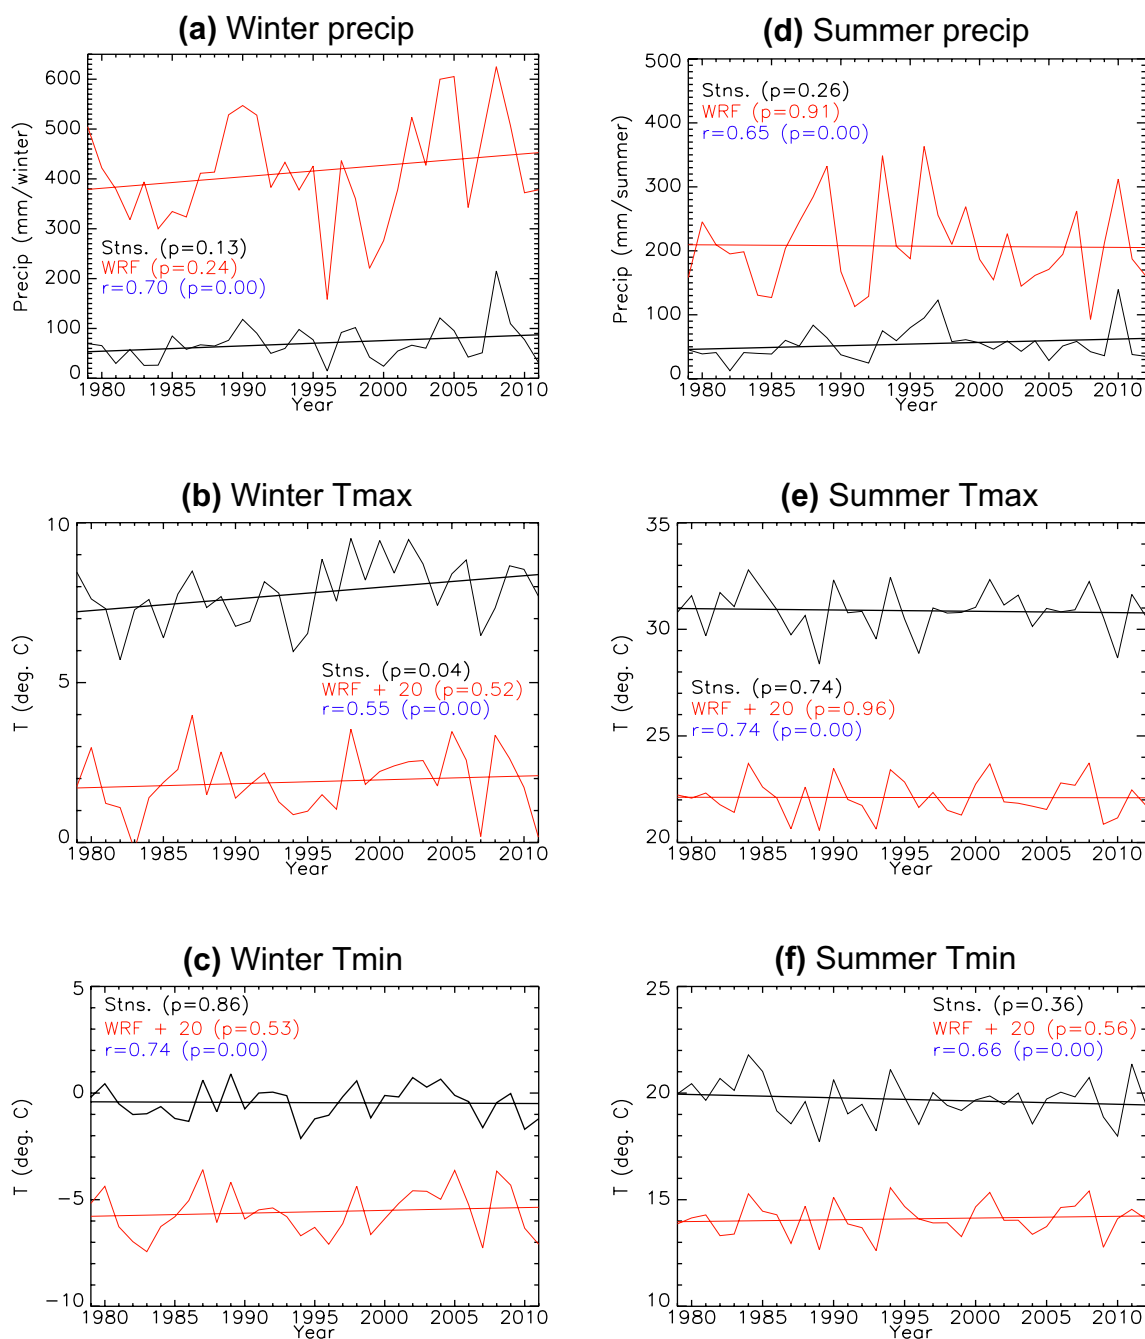 (a) Winter precip
600
500
400
300
200
100
0
Precip (mm/winter)
Stns. (p=0.13)
WRF (p=0.24)
r=0.70 (p=0.00)
1980 1985 1990 1995 2000 2005 2010
Year
(d) Summer precip
500
400
300
200
100
0
Precip (mm/summer)
Stns. (p=0.26)
WRF (p=0.91)
r=0.65 (p=0.00)
1980 1985 1990 1995 2000 2005 2010
Year
(b) Winter Tmax
10
5
0
T (deg. C)
Stns. (p=0.04)
WRF + 20 (p=0.52)
r=0.55 (p=0.00)
1980 1985 1990 1995 2000 2005 2010
Year
(e) Summer Tmax
35
30
25
22
20
T (deg. C)
Stns. (p=0.74)
WRF + 20 (p=0.96)
r=0.74 (p=0.00)
1980 1985 1990 1995 2000 2005 2010
Year
(c) Winter Tmin
5
0
−5
−10
T (deg. C)
Stns. (p=0.86)
WRF + 20 (p=0.53)
r=0.74 (p=0.00)
1980 1985 1990 1995 2000 2005 2010
Year
(f) Summer Tmin
25
20
15
10
T (deg. C)
Stns. (p=0.36)
WRF + 20 (p=0.56)
r=0.66 (p=0.00)
1980 1985 1990 1995 2000 2005 2010
Year